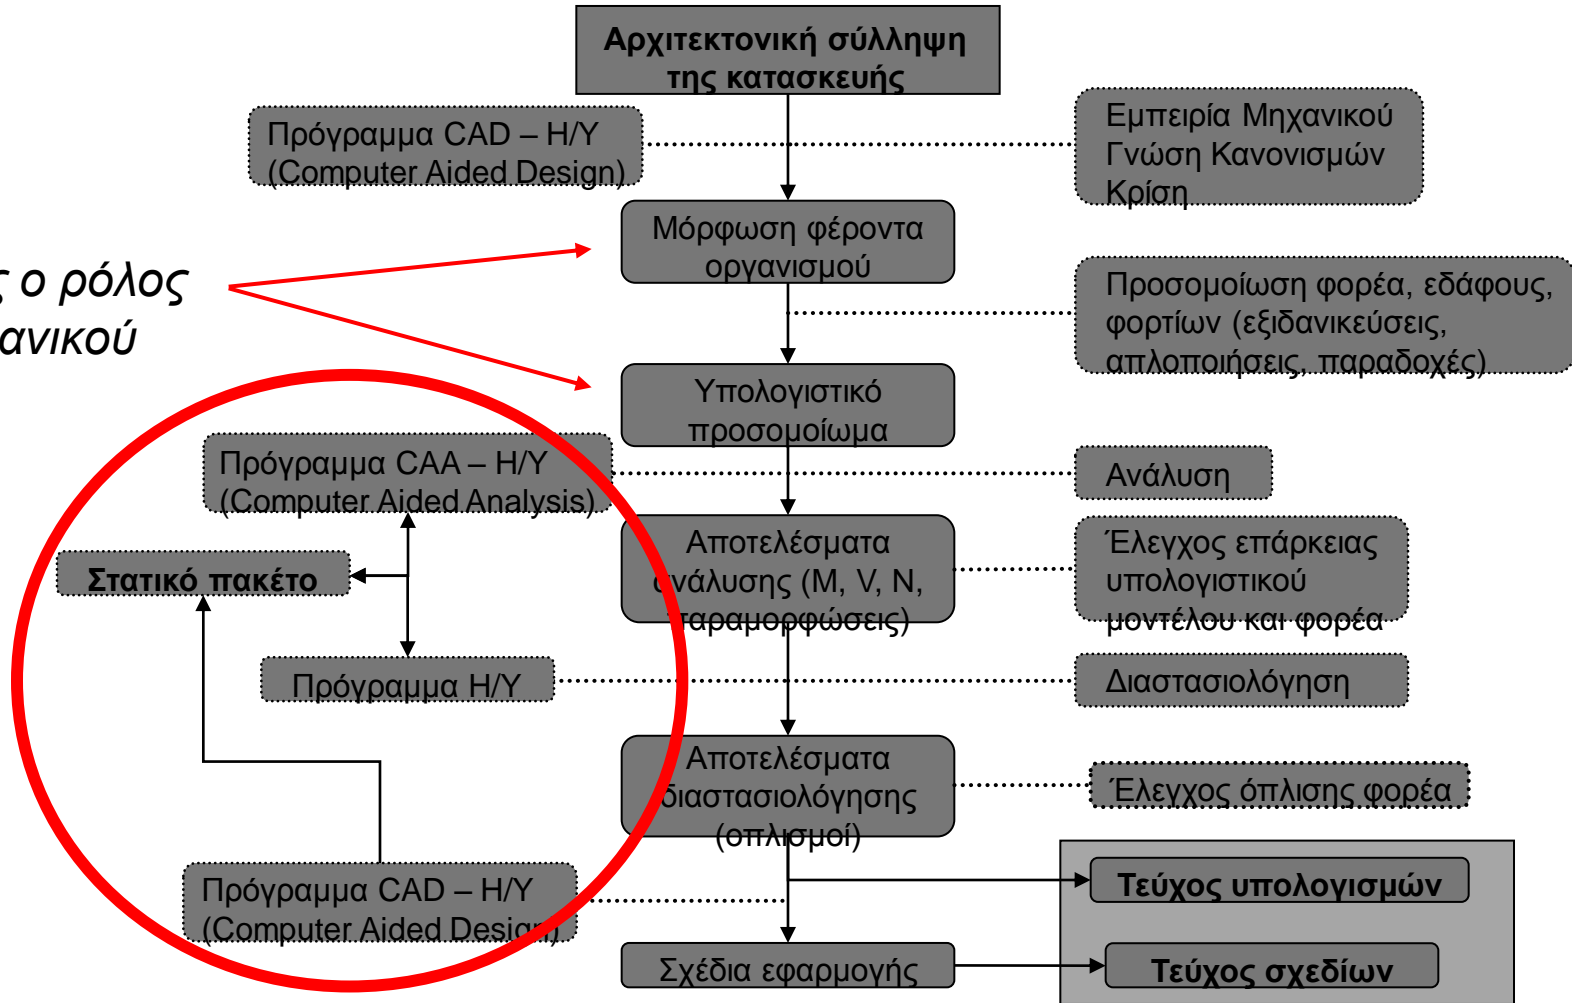 Αρχιτεκτονική σύλληψη
της κατασκευής
Πρόγραμμα CAD – Η/Υ
(Computer Aided Design)
Εμπειρία Μηχανικού
Γνώση Κανονισμών
Κρίση
Μόρφωση φέροντα
οργανισμού
ς ο ρόλος
ανικού
Προσομοίωση φορέα, εδάφους,
φορτίων (εξιδανικεύσεις,
απλοποιήσεις, παραδοχές)
Υπολογιστικό
προσομοίωμα
Πρόγραμμα CAA – Η/Υ
(Computer Aided Analysis)
Ανάλυση
Αποτελέσματα
ανάλυσης (M, V, N,
παραμορφώσεις)
Έλεγχος επάρκειας
υπολογιστικού
μοντέλου και φορέα
Στατικό πακέτο
Πρόγραμμα Η/Υ
Διαστασιολόγηση
Αποτελέσματα
διαστασιολόγησης
(οπλισμοί)
Έλεγχος όπλισης φορέα
Πρόγραμμα CAD – Η/Υ
(Computer Aided Design)
Τεύχος υπολογισμών
Σχέδια εφαρμογής
Τεύχος σχεδίων